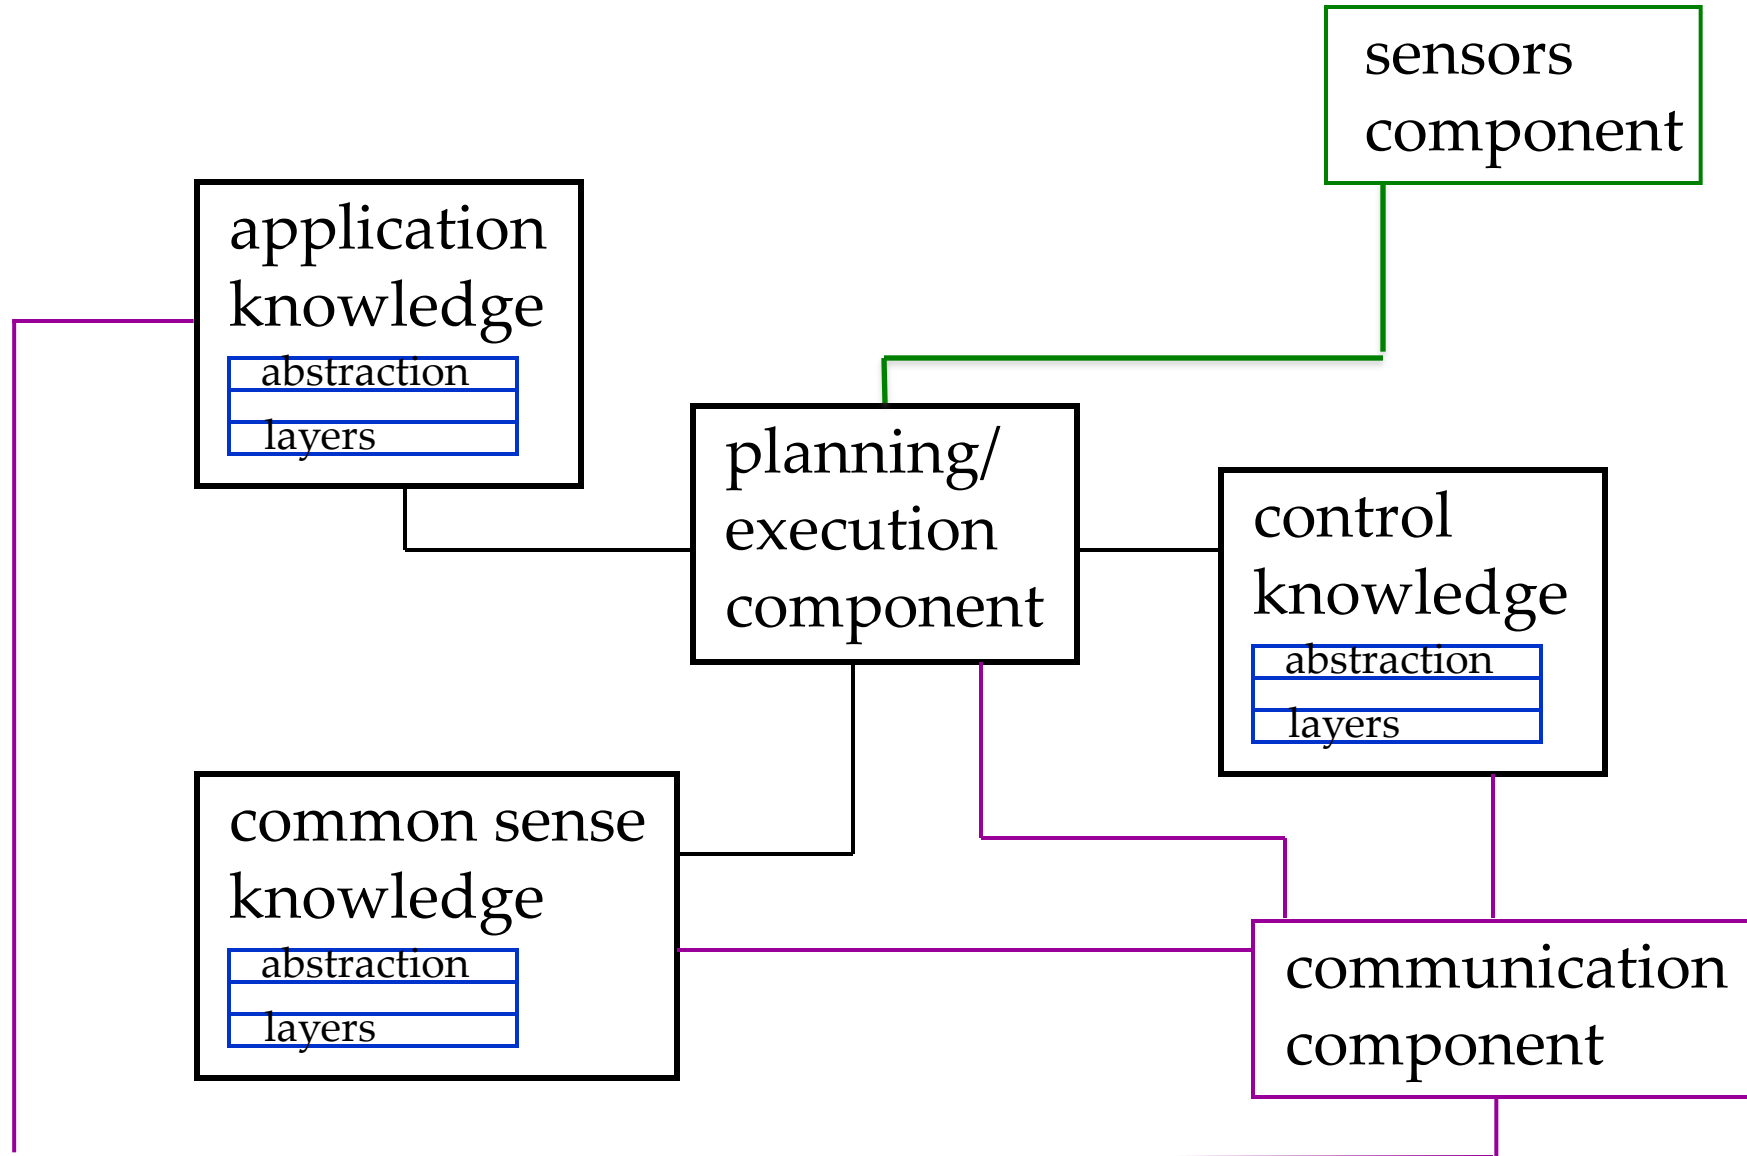 sensors
component
application
knowledge
abstraction
layers
planning/
execution
component
control
knowledge
abstraction
layers
common sense
knowledge
abstraction
layers
communication
component